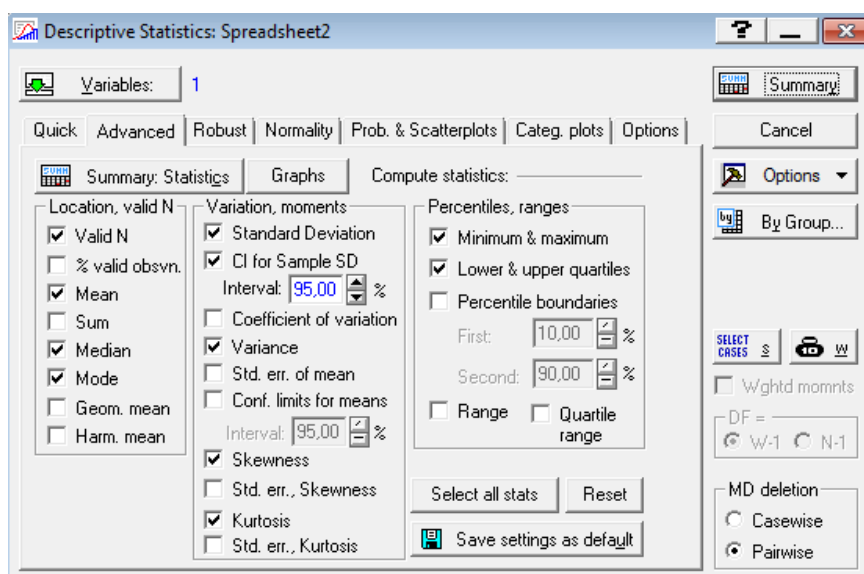 Descriptive Statistics: Spreadsheet2
Variables: 1
Summary
Quick Advanced Robust Normality Prob. & Scatterplots Categ. plots Options
Cancel
Summary: Statistics Graphs Compute statistics:
Options
By Group...
Location, valid N
Valid N
% valid obsvn.
Mean
Sum
Median
Mode
Geom. mean
Harm. mean
Variation, moments
Standard Deviation
CI for Sample SD
Interval: 95,00 %
Coefficient of variation
Variance
Std. err. of mean
Conf. limits for means
Interval: 95,00 %
Skewness
Std. err., Skewness
Kurtosis
Std. err., Kurtosis
Percentiles, ranges
Minimum & maximum
Lower & upper quartiles
Percentile boundaries
First: 10,00 %
Second: 90,00 %
Range
Quartile
range
Select all stats Reset
Save settings as default
SELECT
CASES S W
Wghtd momnts
DF =
W-1 N-1
MD deletion
Casewise
Pairwise